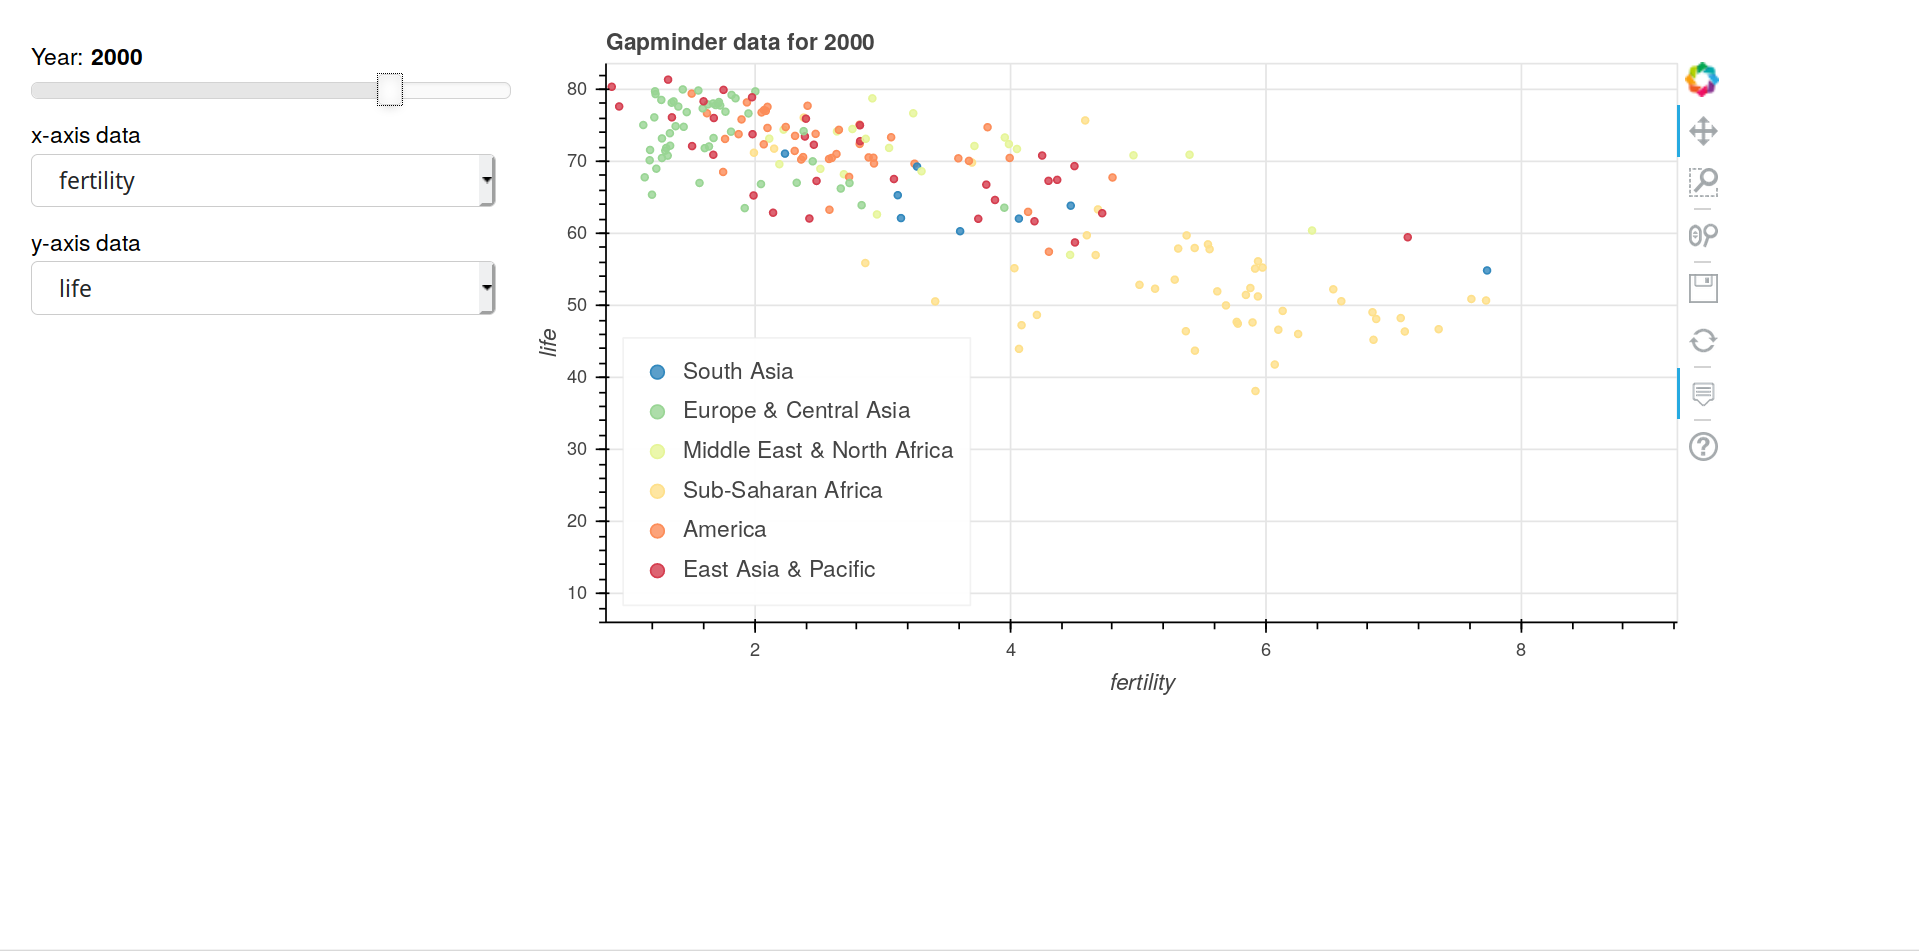 Year: 2000
x-axis data
fertility
y-axis data
life
Gapminder data for 2000
80
70
60
50
40
30
20
10
life
South Asia
Europe & Central Asia
Middle East & North Africa
Sub-Saharan Africa
America
East Asia & Pacific
2 4 6 8
fertility